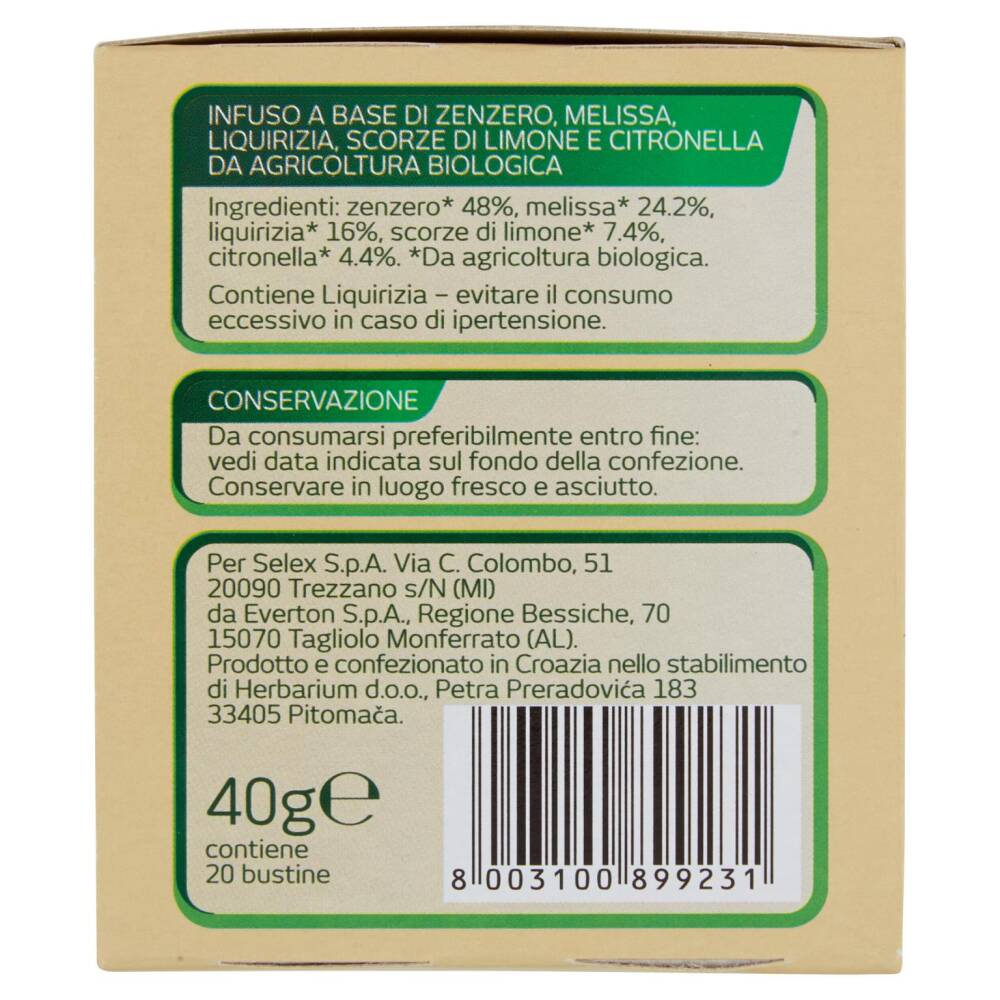 INFUSO A BASE DI ZENZERO, MELISSA,
LIQUIRIZIA, SCORZE DI LIMONE E CITRONELLA
DA AGRICOLTURA BIOLOGICA
Ingredienti: zenzero* 48%, melissa* 24.2%,
liquirizia* 16%, scorze di limone* 7.4%,
citronella* 4.4%. *Da agricoltura biologica.
Contiene Liquirizia – evitare il consumo
eccessivo in caso di ipertensione.
CONSERVAZIONE
Da consumarsi preferibilmente entro fine:
vedi data indicata sul fondo della confezione.
Conservare in luogo fresco e asciutto.
Per Selex S.p.A. Via C. Colombo, 51
20090 Trezzano s/N (MI)
da Everton S.p.A., Regione Bessiche, 70
15070 Tagliolo Monferrato (AL).
Prodotto e confezionato in Croazia nello stabilimento
di Herbarium d.o.o., Petra Preradovića 183
33405 Pitomača.
40g℮
contiene
20 bustine
8 003100 899231